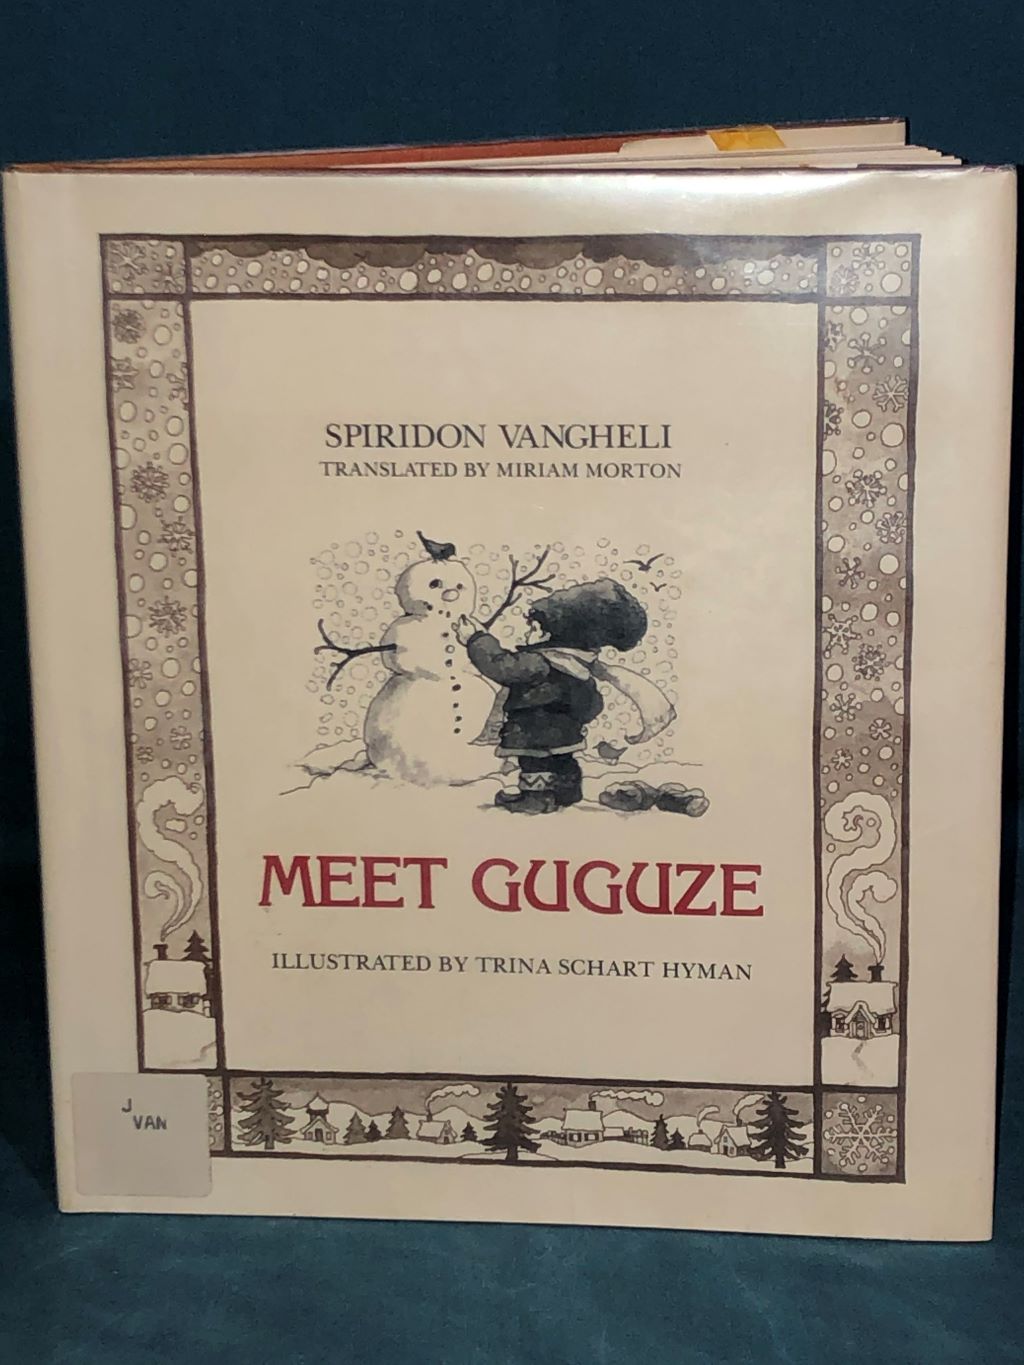 SPIRIDON VANGHELI
TRANSLATED BY MIRIAM MORTON
MEET GUGUZE
ILLUSTRATED BY TRINA SCHART HYMAN
J
VAN